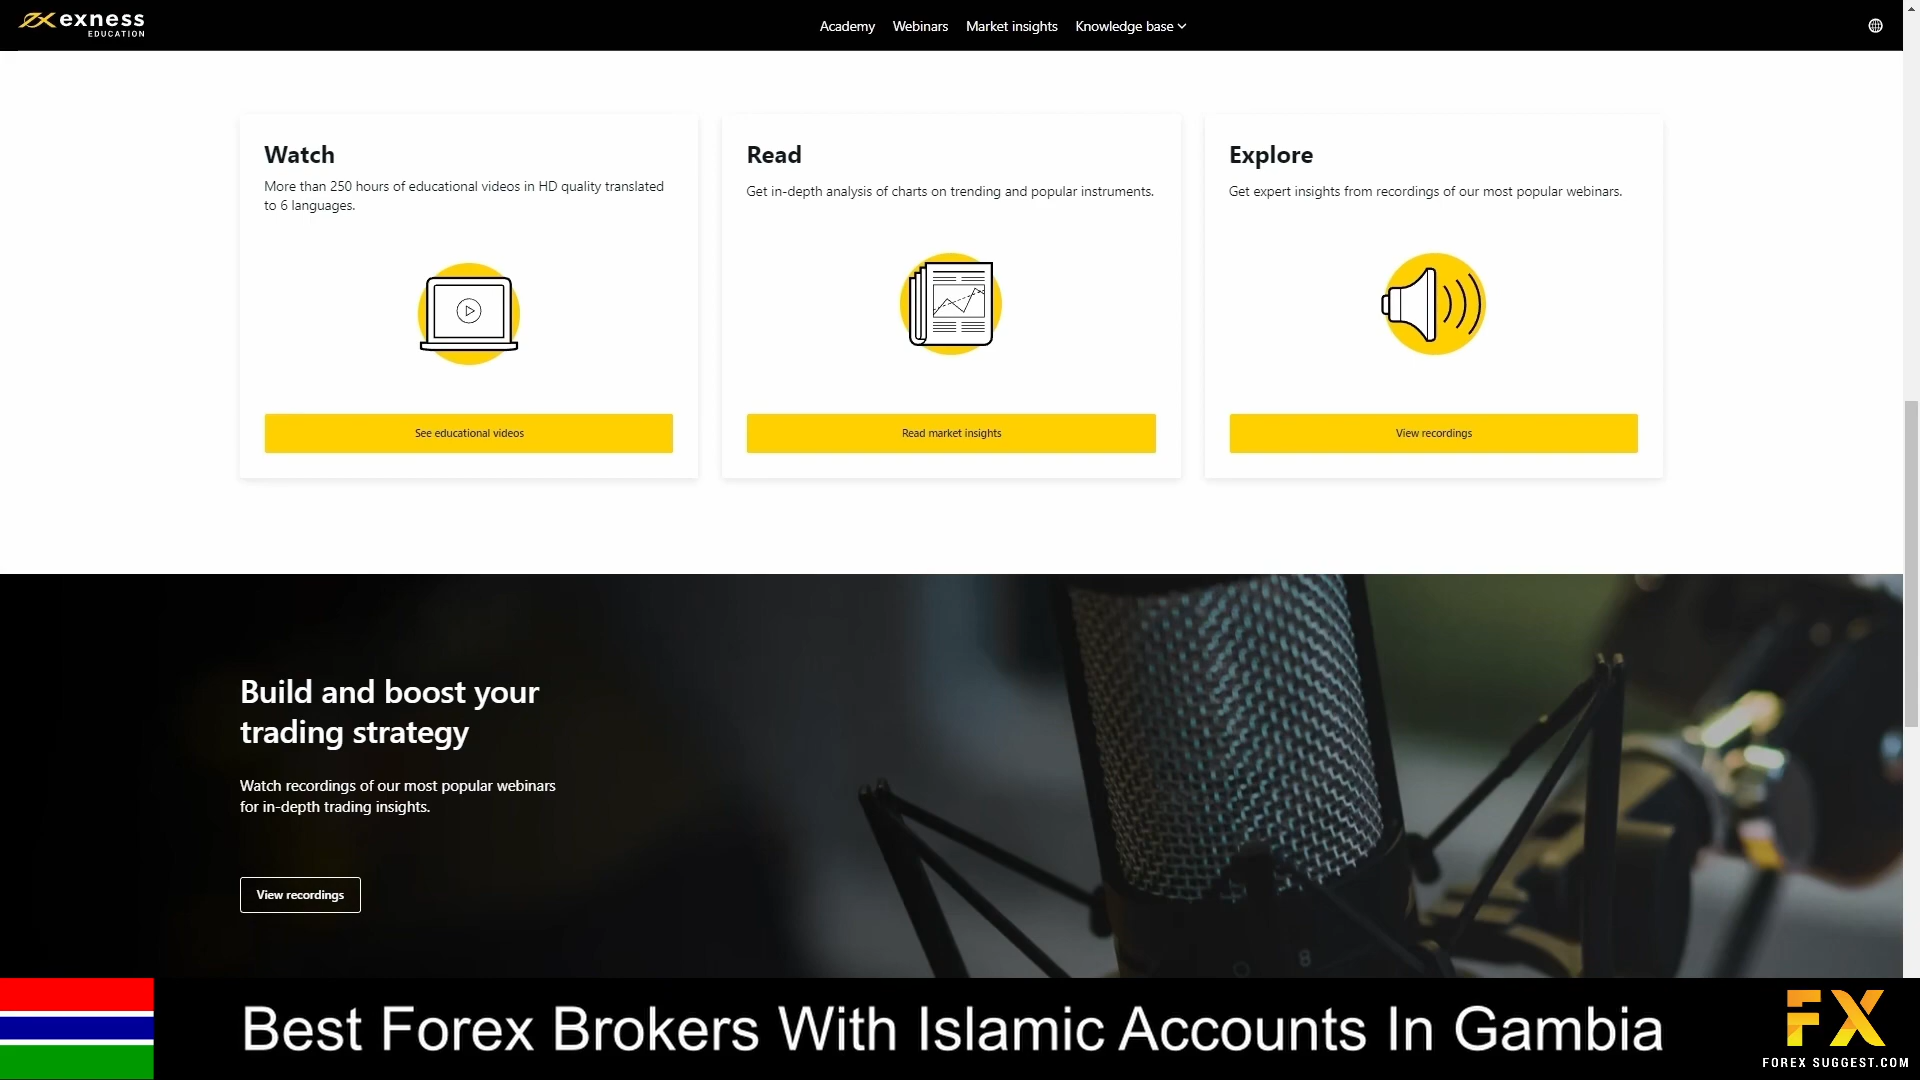 exness
EDUCATION
Academy Webinars Market insights Knowledge base
Watch
More than 250 hours of educational videos in HD quality translated
to 6 languages.
See educational videos
Read
Get in-depth analysis of charts on trending and popular instruments.
Read market insights
Explore
Get expert insights from recordings of our most popular webinars.
View recordings
Build and boost your
trading strategy
Watch recordings of our most popular webinars
for in-depth trading insights.
View recordings
Best Forex Brokers With Islamic Accounts In Gambia
FX
FOREX SUGGEST.COM